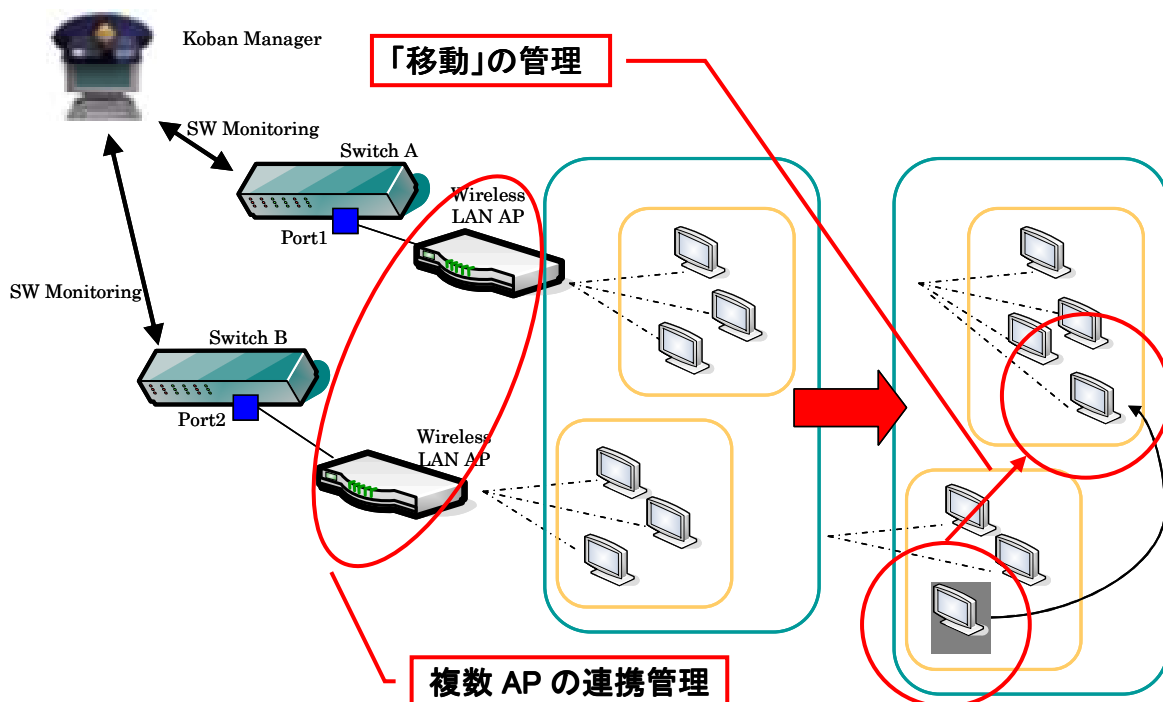 Koban Manager
「移動」の管理
SW Monitoring
Switch A
Wireless
LAN AP
Port1
SW Monitoring
Switch B
Port2
Wireless
LAN AP
複数 AP の連携管理